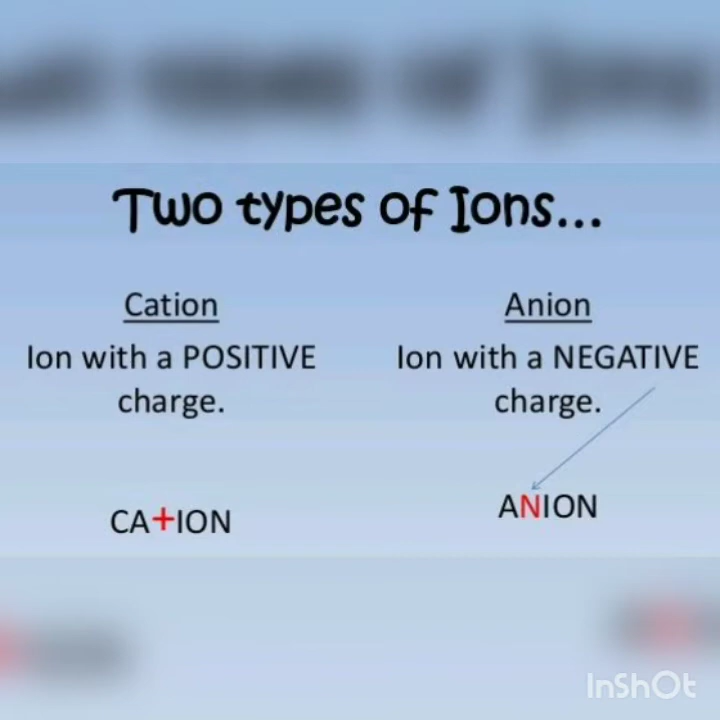 Two types of Ions...
Cation
Ion with a POSITIVE
charge.
CA+ION
Anion
Ion with a NEGATIVE
charge.
ANION
InShOt